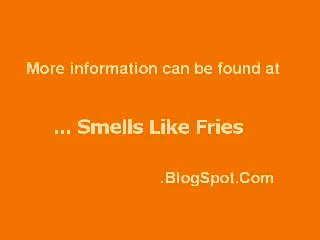 More information can be found at
... Smells Like Fries
.BlogSpot.Com